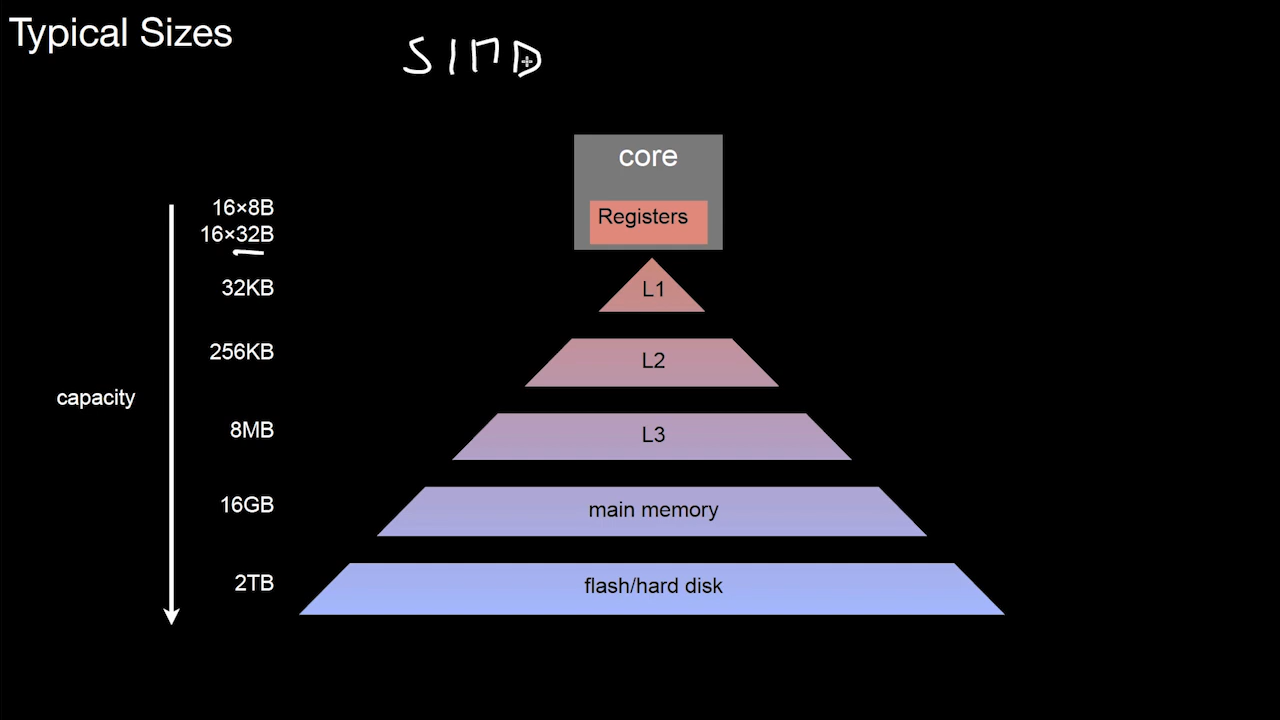 Typical Sizes
SIMD
core
Registers
16×8B
16×32B
32KB
L1
256KB
L2
capacity
8MB
L3
16GB
main memory
2TB
flash/hard disk